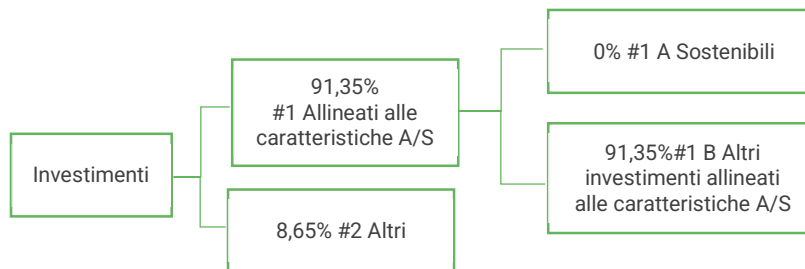 Investimenti
91,35%
#1 Allineati alle
caratteristiche A/S
8,65% #2 Altri
0% #1 A Sostenibili
91,35%#1 B Altri
investimenti allineati
alle caratteristiche A/S